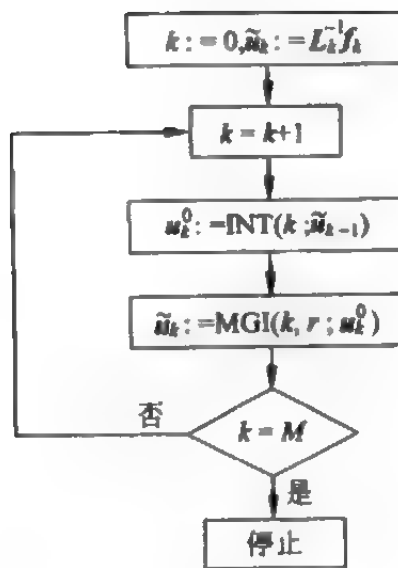 k := 0, ũ_k := L_k^{-1} f_k
k = k+1
u_k^0 := INT(k ; ũ_{k-1})
ũ_k := MGI(k, r ; u_k^0)
否
k = M
是
停止